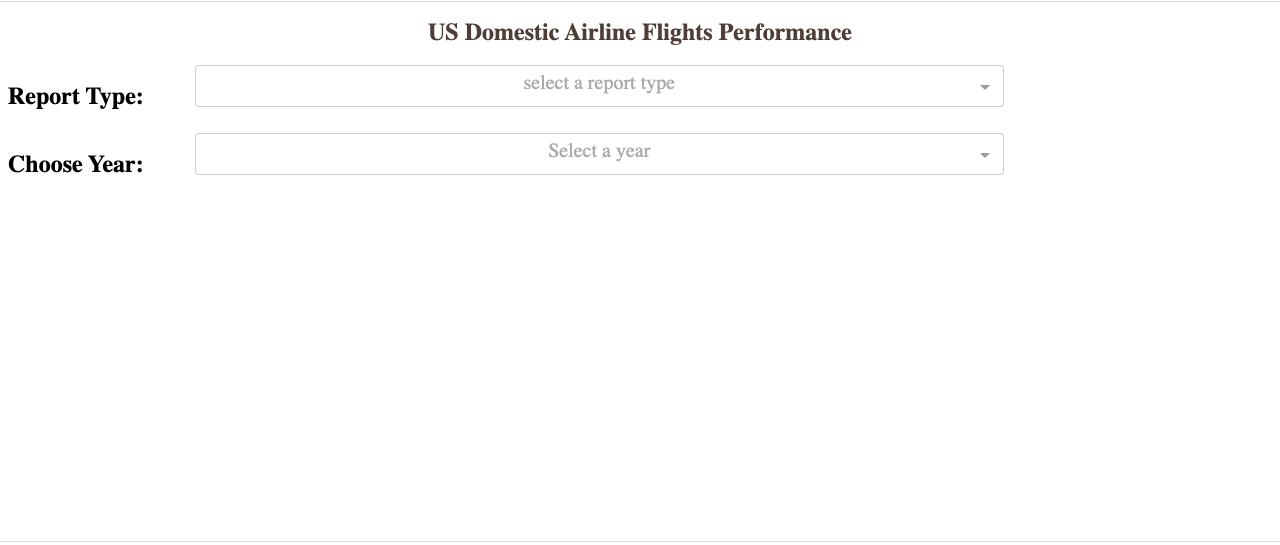 US Domestic Airline Flights Performance
Report Type:
select a report type
Choose Year:
Select a year